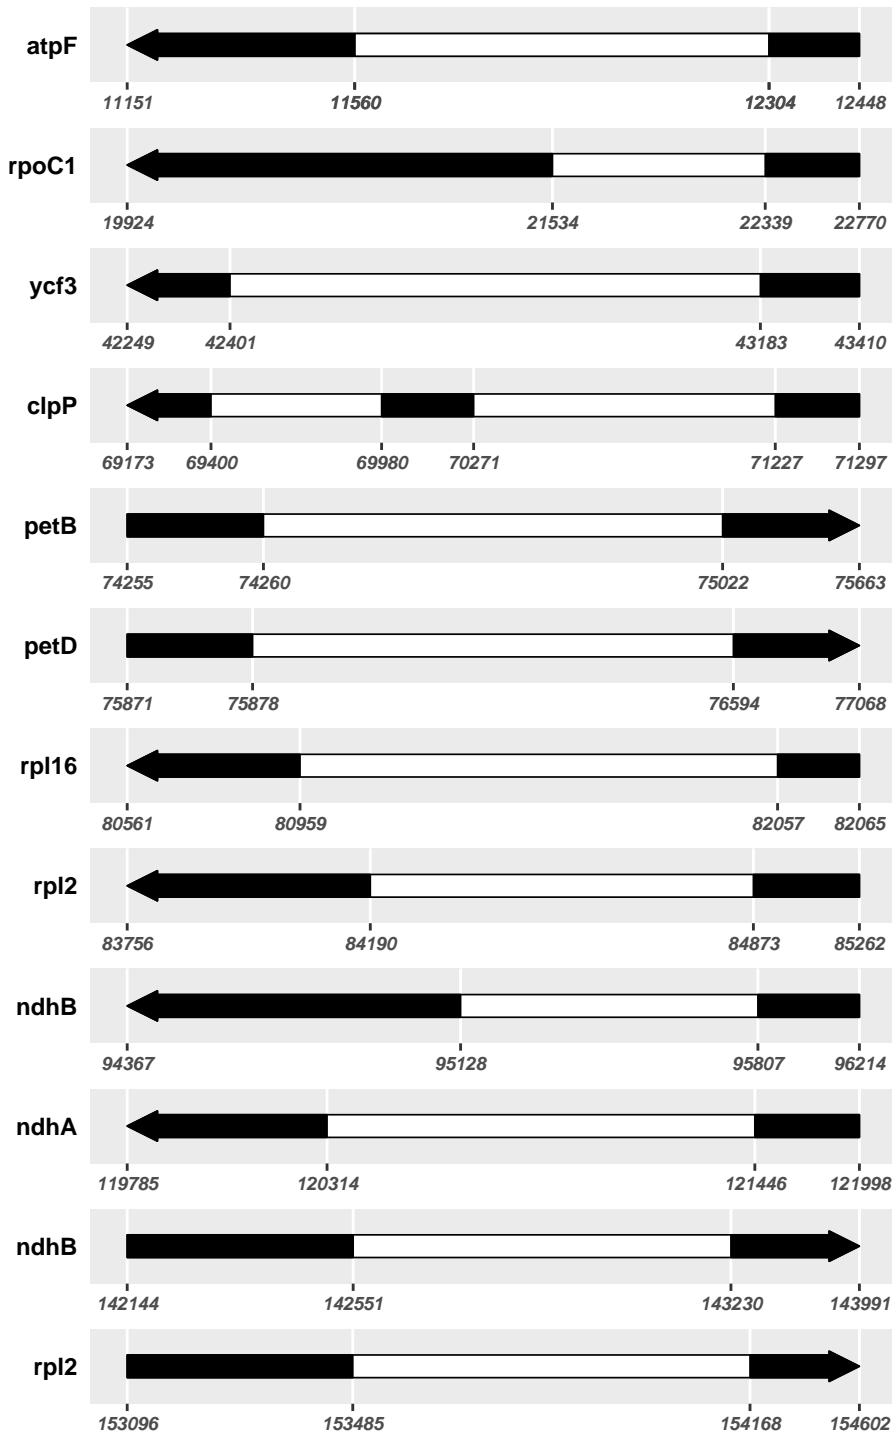 atpF
11151 11560 12304 12448
rpoC1
19924 21534 22339 22770
ycf3
42249 42401 43183 43410
clpP
69173 69400 69980 70271 71227 71297
petB
74255 74260 75022 75663
petD
75871 75878 76594 77068
rpl16
80561 80959 82057 82065
rpl2
83756 84190 84873 85262
ndhB
94367 95128 95807 96214
ndhA
119785 120314 121446 121998
ndhB
142144 142551 143230 143991
rpl2
153096 153485 154168 154602